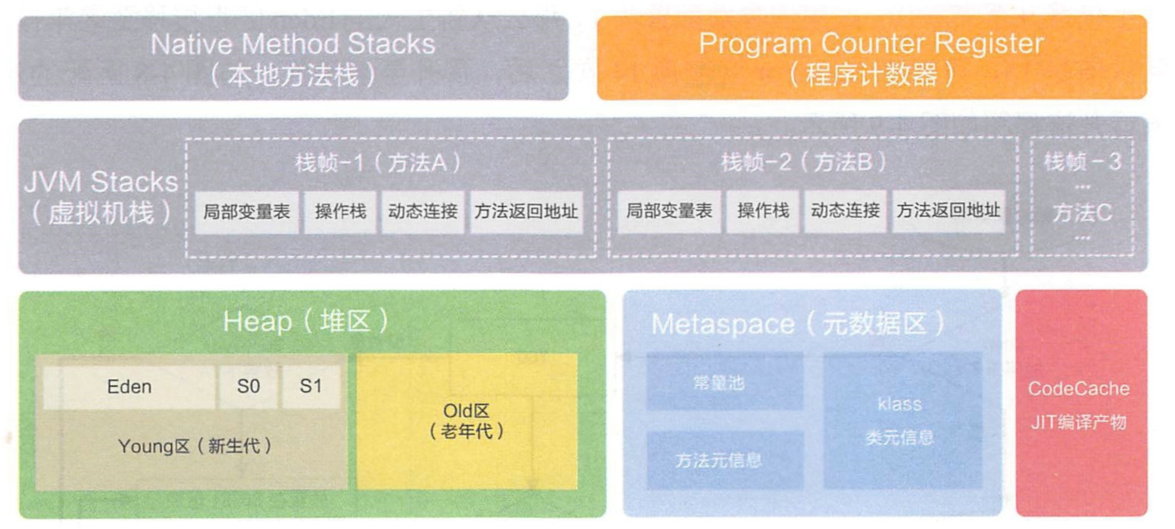 Native Method Stacks
(本地方法栈)
Program Counter Register
(程序计数器)
JVM Stacks
(虚拟机栈)
栈帧-1(方法A)
局部变量表
操作栈
动态连接
方法返回地址
栈帧-2(方法B)
局部变量表
操作栈
动态连接
方法返回地址
栈帧-3
...
方法C
...
Heap(堆区)
Eden
S0
S1
Young区(新生代)
Old区
(老年代)
Metaspace(元数据区)
常量池
方法元信息
klass
类元信息
CodeCache
JIT编译产物